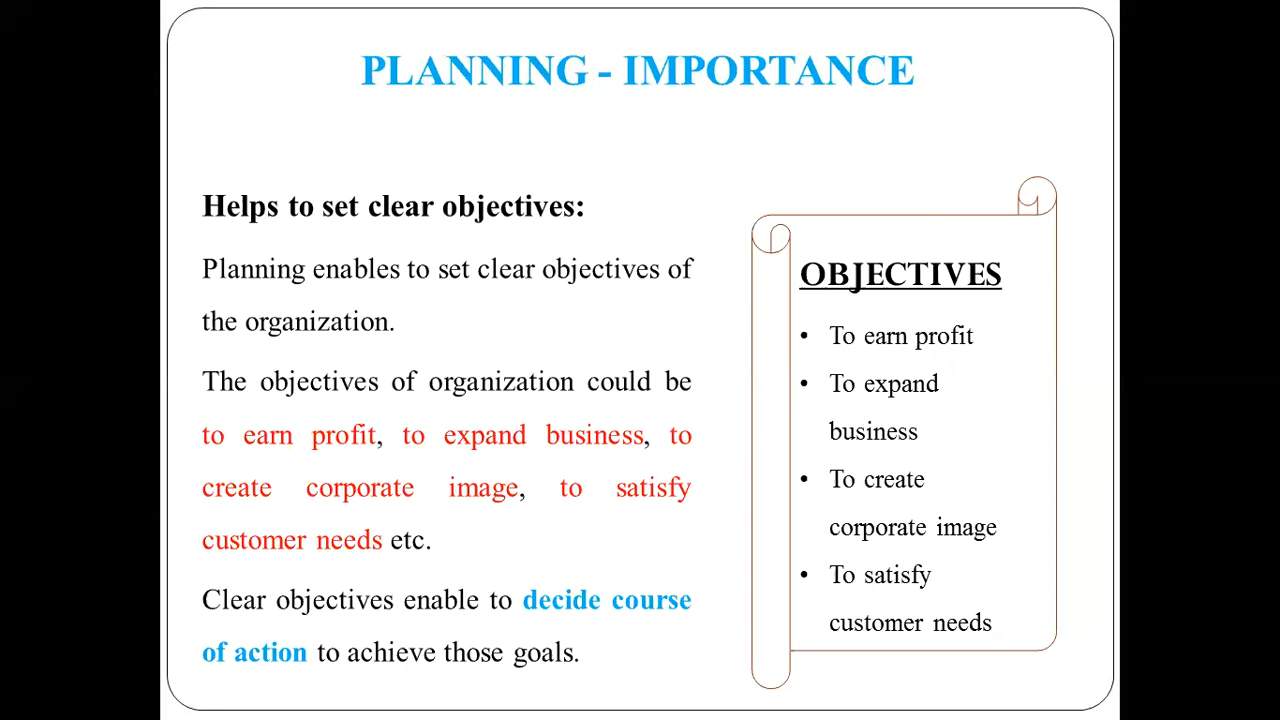 PLANNING - IMPORTANCE
Helps to set clear objectives:
Planning enables to set clear objectives of
the organization.
The objectives of organization could be
to earn profit, to expand business, to
create corporate image, to satisfy
customer needs etc.
Clear objectives enable to decide course
of action to achieve those goals.
OBJECTIVES
• To earn profit
• To expand
business
• To create
corporate image
• To satisfy
customer needs